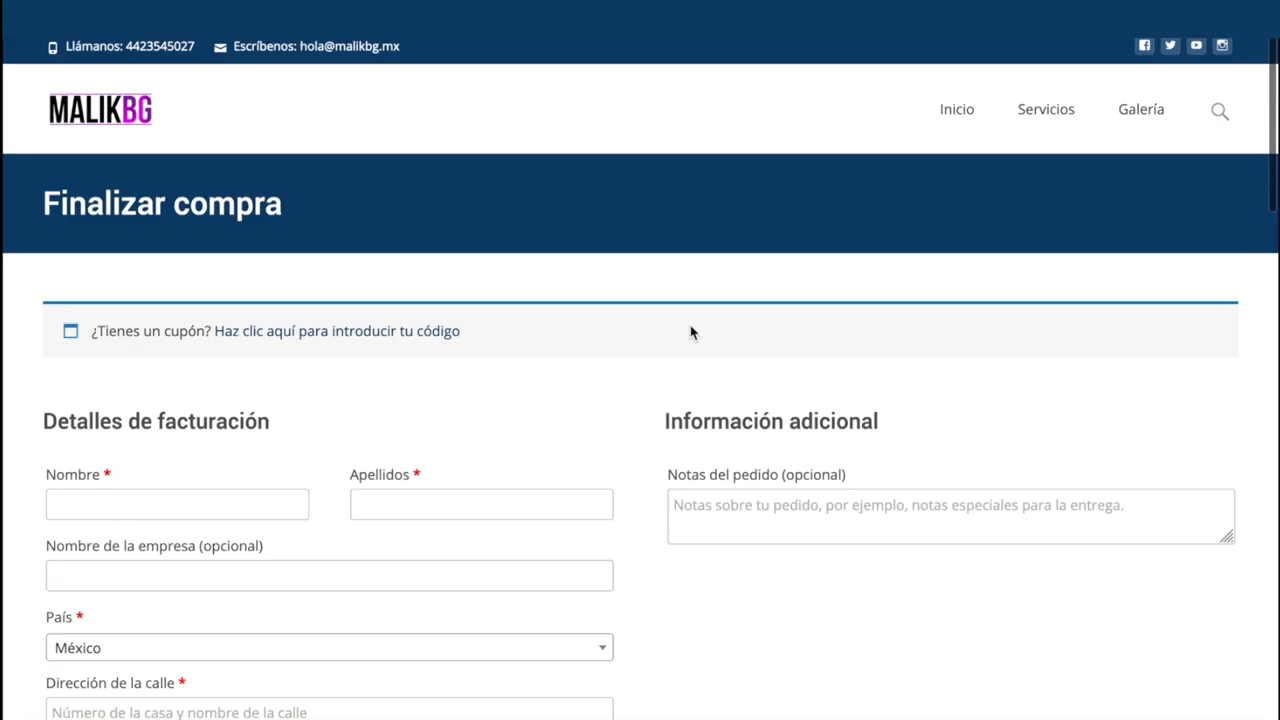 Llámanos: 4423545027 Escríbenos: hola@malikbg.mx
MALIKBG Inicio Servicios Galería
Finalizar compra
¿Tienes un cupón? Haz clic aquí para introducir tu código
Detalles de facturación
Nombre *
Apellidos *
Nombre de la empresa (opcional)
País *
México
Dirección de la calle *
Número de la casa y nombre de la calle
Información adicional
Notas del pedido (opcional)
Notas sobre tu pedido, por ejemplo, notas especiales para la entrega.